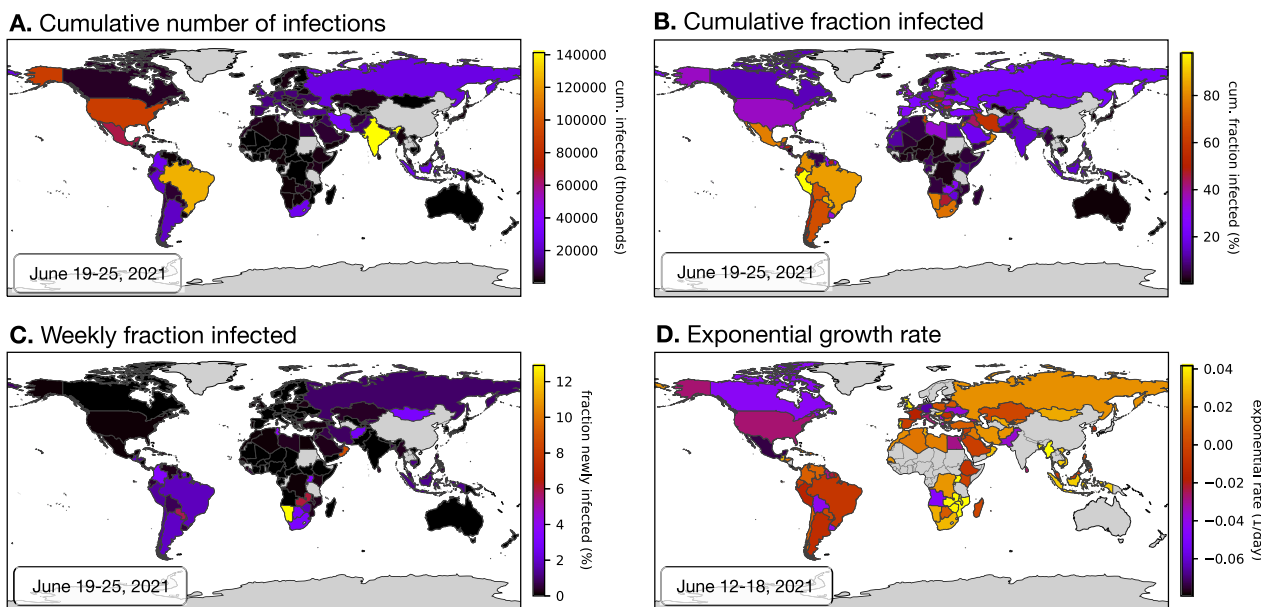 A. Cumulative number of infections
140000
120000
100000
80000
60000
40000
20000
cum. infected (thousands)
June 19-25, 2021
B. Cumulative fraction infected
80
60
40
20
cum. fraction infected (%)
June 19-25, 2021
C. Weekly fraction infected
12
10
8
6
4
2
0
fraction newly infected (%)
June 19-25, 2021
D. Exponential growth rate
0.04
0.02
0.00
−0.02
−0.04
−0.06
exponential rate (1/day)
June 12-18, 2021